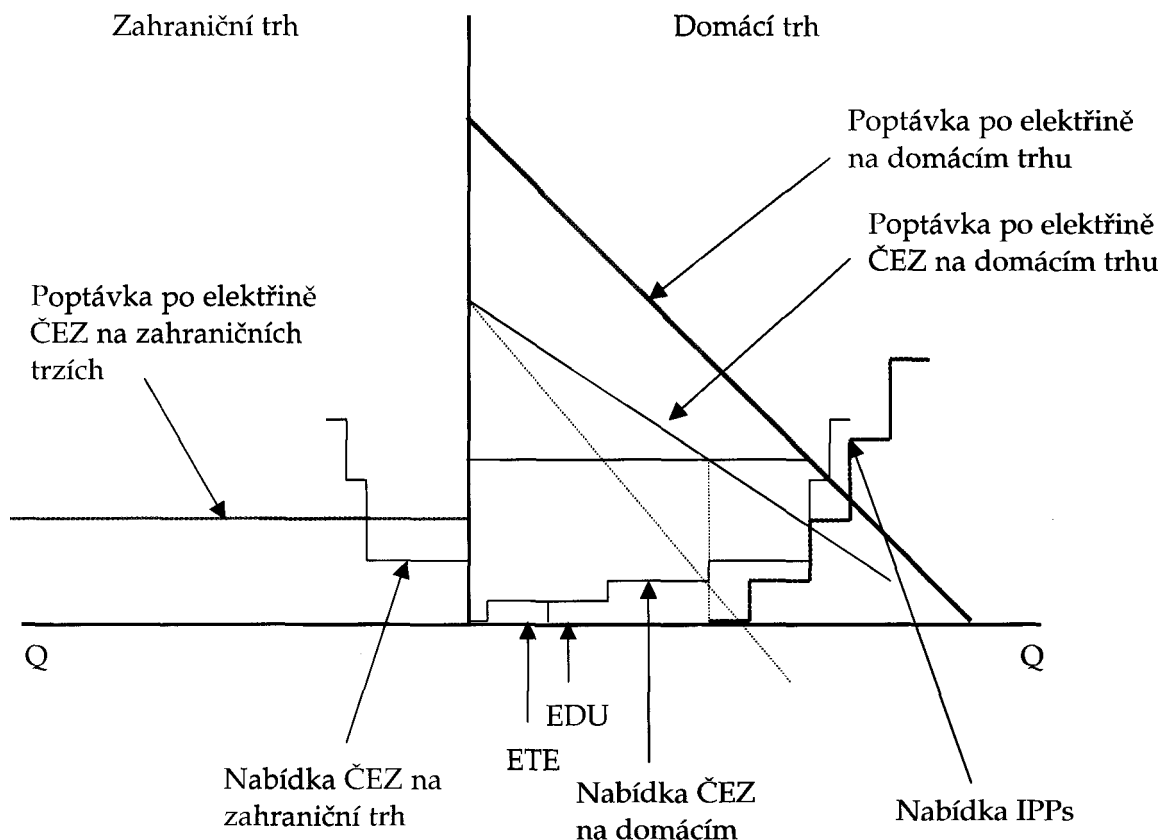 Zahraniční trh
Domácí trh
Poptávka po elektřině
na domácím trhu
Poptávka po elektřině
ČEZ na domácím trhu
Poptávka po elektřině
ČEZ na zahraničních
trzích
Q
Q
EDU
ETE
Nabídka ČEZ na
zahraniční trh
Nabídka ČEZ
na domácím
Nabídka IPPs